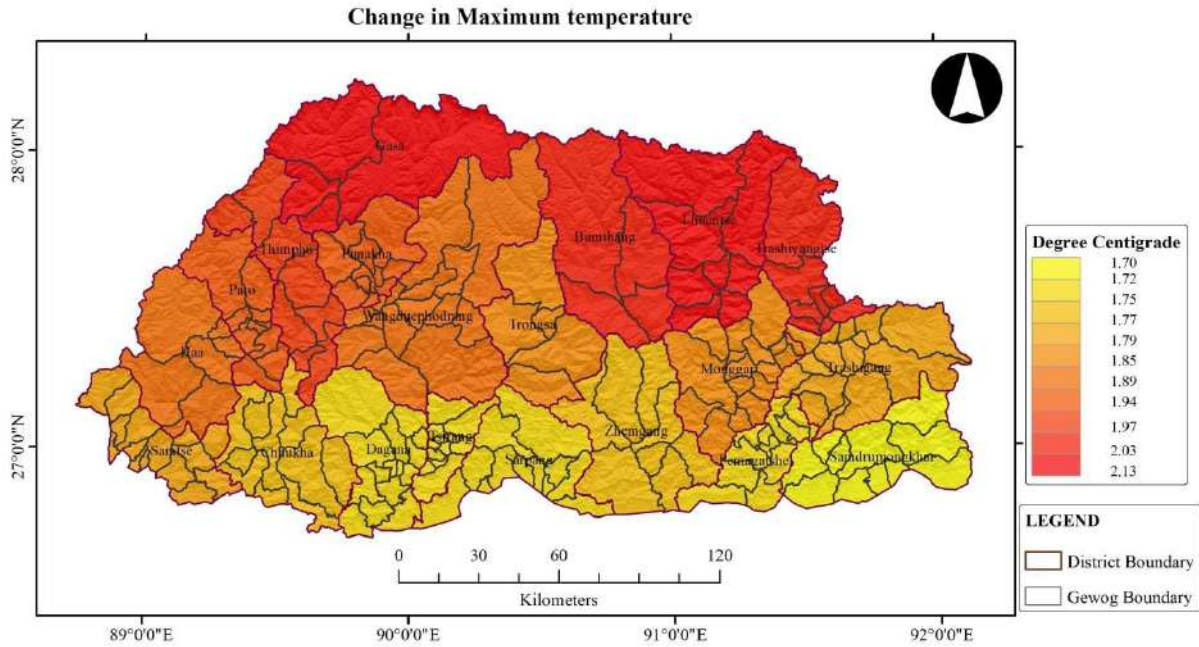 Change in Maximum temperature
28°0'0"N
27°0'0"N
Gasa
Thimphu
Punakha
Bumthang
Lhuentse
Trashiyangtse
Paro
Wangduephodrang
Trongsa
Haa
Monggar
Trashigang
Samtse
Chhukha
Dagana
Tsirang
Sarpang
Zhemgang
Pemagatshel
Samdrupjongkhar
Degree Centigrade
1.70
1.72
1.75
1.77
1.79
1.85
1.89
1.94
1.97
2.03
2.13
LEGEND
District Boundary
Gewog Boundary
0 30 60 120
Kilometers
89°0'0"E 90°0'0"E 91°0'0"E 92°0'0"E